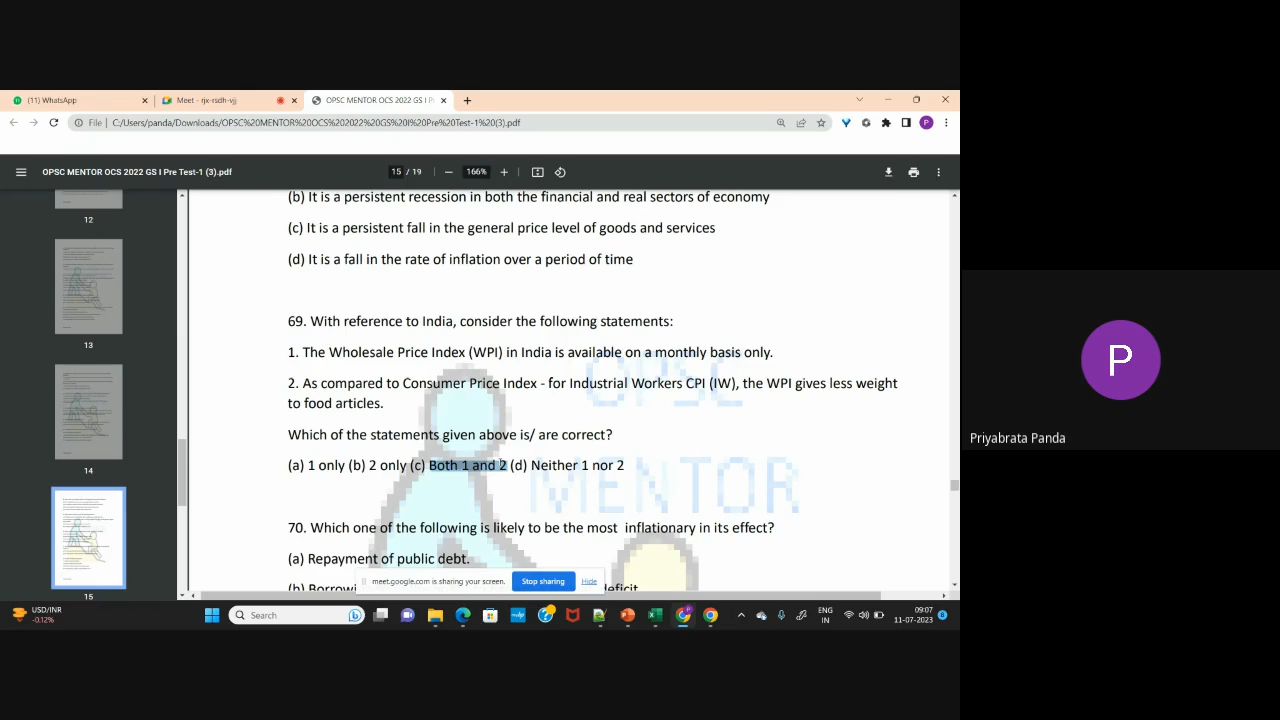 (11) WhatsApp
Meet - rjx-rsdh-vjj
OPSC MENTOR OCS 2022 GS I P
File | C:/Users/panda/Downloads/OPSC%20MENTOR%20OCS%202022%20GS%20I%20Pre%20Test-1%20(3).pdf
OPSC MENTOR OCS 2022 GS I Pre Test-1 (3).pdf
15 / 19
166%
12
13
14
15
(b) It is a persistent recession in both the financial and real sectors of economy
(c) It is a persistent fall in the general price level of goods and services
(d) It is a fall in the rate of inflation over a period of time
69. With reference to India, consider the following statements:
1. The Wholesale Price Index (WPI) in India is available on a monthly basis only.
2. As compared to Consumer Price Index - for Industrial Workers CPI (IW), the WPI gives less weight
to food articles.
Which of the statements given above is/ are correct?
(a) 1 only (b) 2 only (c) Both 1 and 2 (d) Neither 1 nor 2
70. Which one of the following is likely to be the most inflationary in its effect?
(a) Repayment of public debt.
(b) Borrowi
deficit
OPSC
MENTOR
meet.google.com is sharing your screen.
Stop sharing
Hide
P
Priyabrata Panda
USD/INR
-0.12%
Search
ENG
IN
09:07
11-07-2023